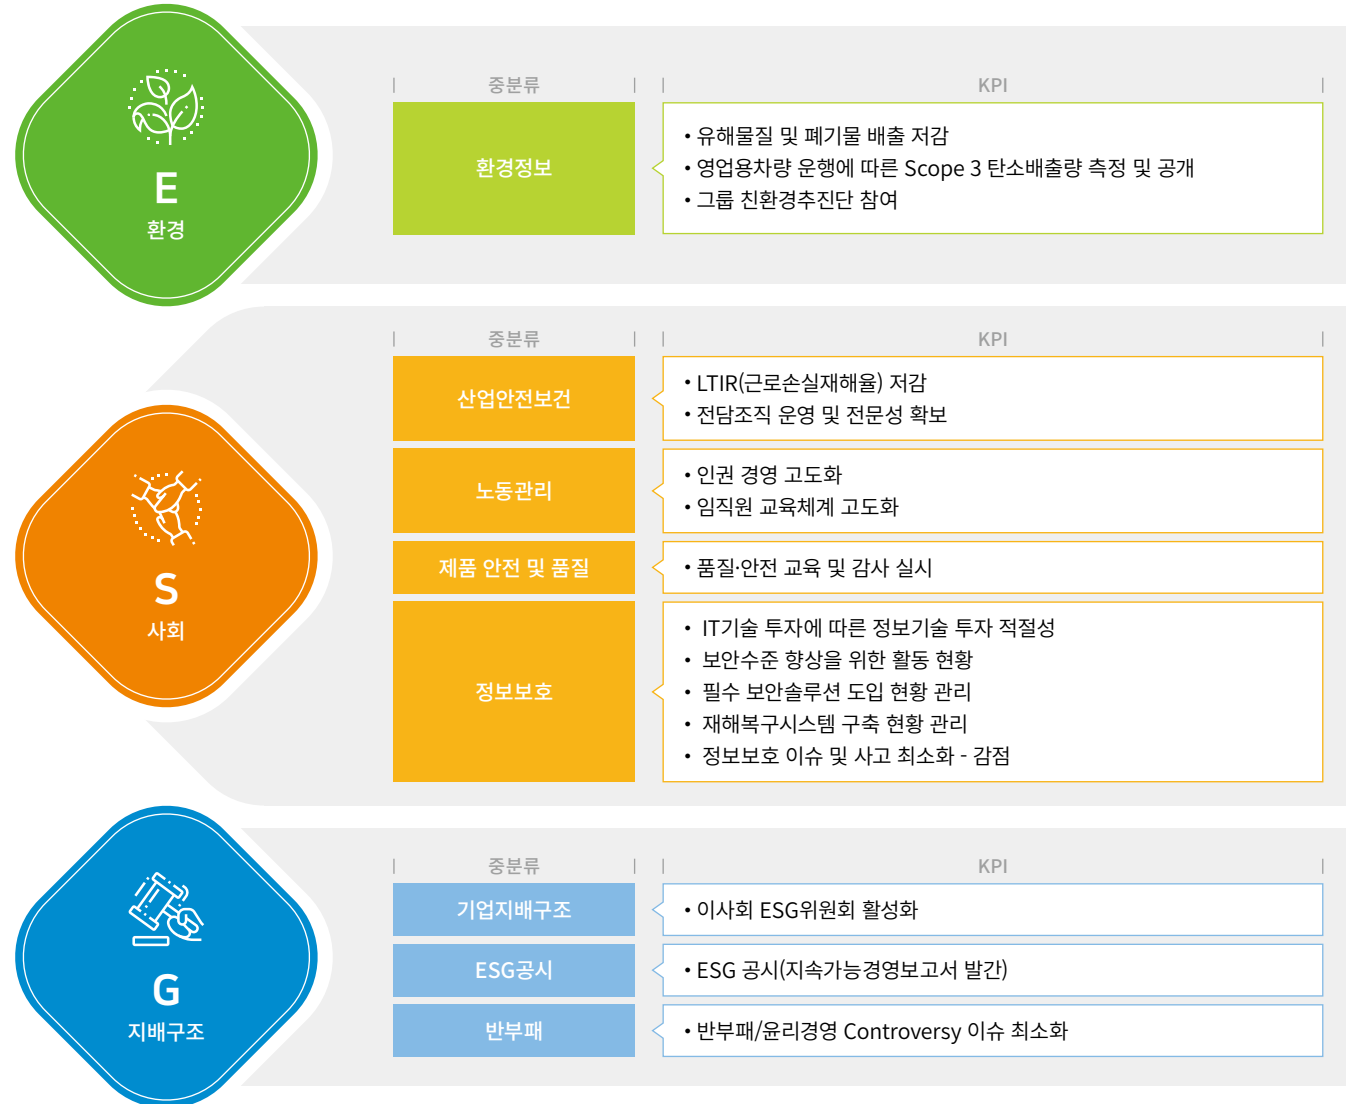 E
환경
중분류
KPI
환경정보
• 유해물질 및 폐기물 배출 저감
• 영업용차량 운행에 따른 Scope 3 탄소배출량 측정 및 공개
• 그룹 친환경추진단 참여
S
사회
중분류
KPI
산업안전보건
• LTIR(근로손실재해율) 저감
• 전담조직 운영 및 전문성 확보
노동관리
• 인권 경영 고도화
• 임직원 교육체계 고도화
제품 안전 및 품질
• 품질·안전 교육 및 감사 실시
정보보호
• IT기술 투자에 따른 정보기술 투자 적절성
• 보안수준 향상을 위한 활동 현황
• 필수 보안솔루션 도입 현황 관리
• 재해복구시스템 구축 현황 관리
• 정보보호 이슈 및 사고 최소화 - 감점
G
지배구조
중분류
KPI
기업지배구조
• 이사회 ESG위원회 활성화
ESG공시
• ESG 공시(지속가능경영보고서 발간)
반부패
• 반부패/윤리경영 Controversy 이슈 최소화